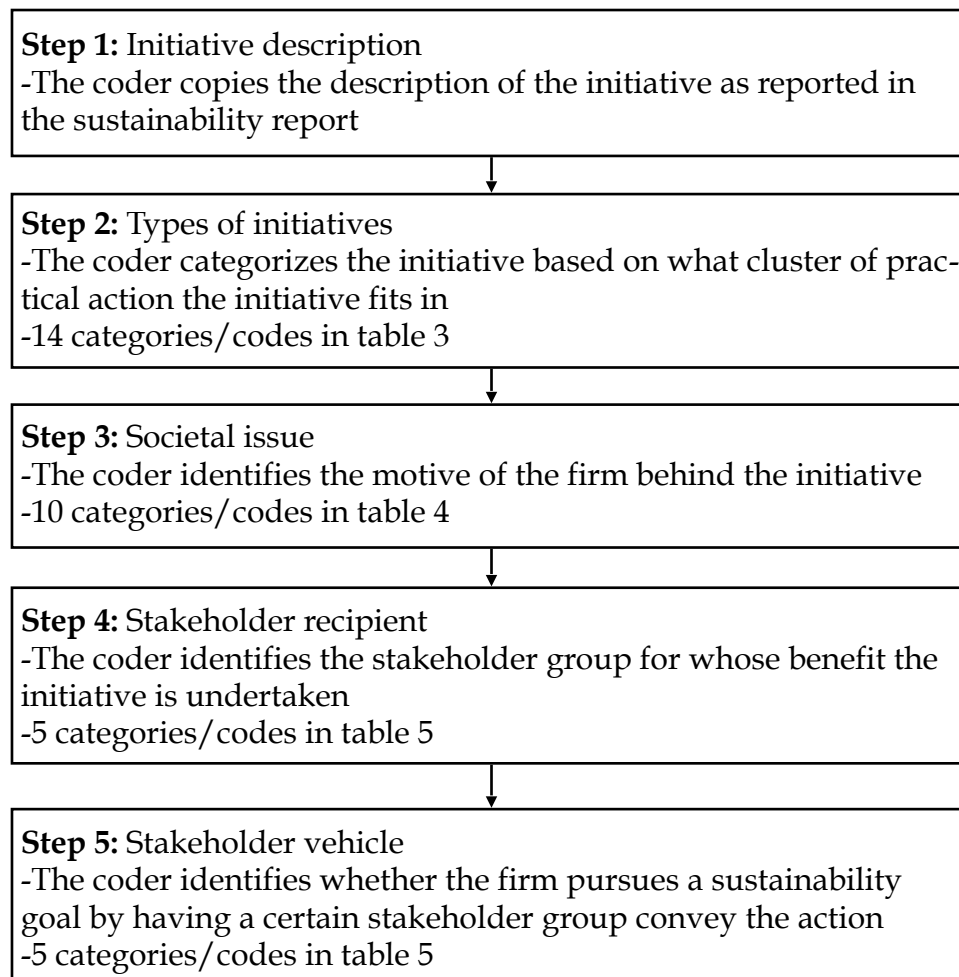 Step 1: Initiative description
-The coder copies the description of the initiative as reported in
the sustainability report
Step 2: Types of initiatives
-The coder categorizes the initiative based on what cluster of prac-
tical action the initiative fits in
-14 categories/codes in table 3
Step 3: Societal issue
-The coder identifies the motive of the firm behind the initiative
-10 categories/codes in table 4
Step 4: Stakeholder recipient
-The coder identifies the stakeholder group for whose benefit the
initiative is undertaken
-5 categories/codes in table 5
Step 5: Stakeholder vehicle
-The coder identifies whether the firm pursues a sustainability
goal by having a certain stakeholder group convey the action
-5 categories/codes in table 5